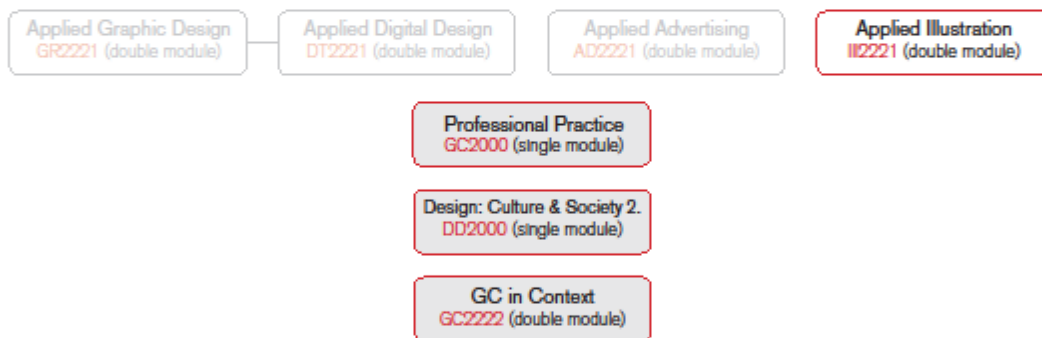 Applied Graphic Design
GR2221 (double module)
Applied Digital Design
DT2221 (double module)
Applied Advertising
AD2221 (double module)
Applied Illustration
Ill2221 (double module)
Professional Practice
GC2000 (single module)
Design: Culture & Society 2.
DD2000 (single module)
GC in Context
GC2222 (double module)